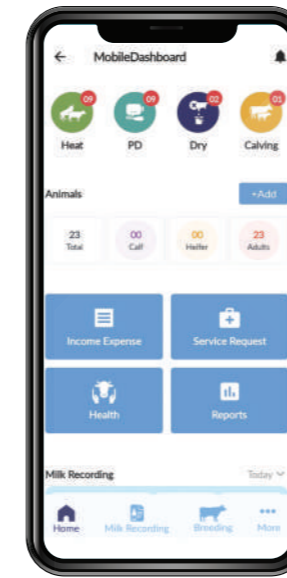 MobileDashboard
09 09 02 01
Heat PD Dry Calving
Animals +Add
23 00 00 23
Total Calf Heifer Adults
Income Expense Service Request
Health Reports
Milk Recording Today
Home Milk Recording Breeding More